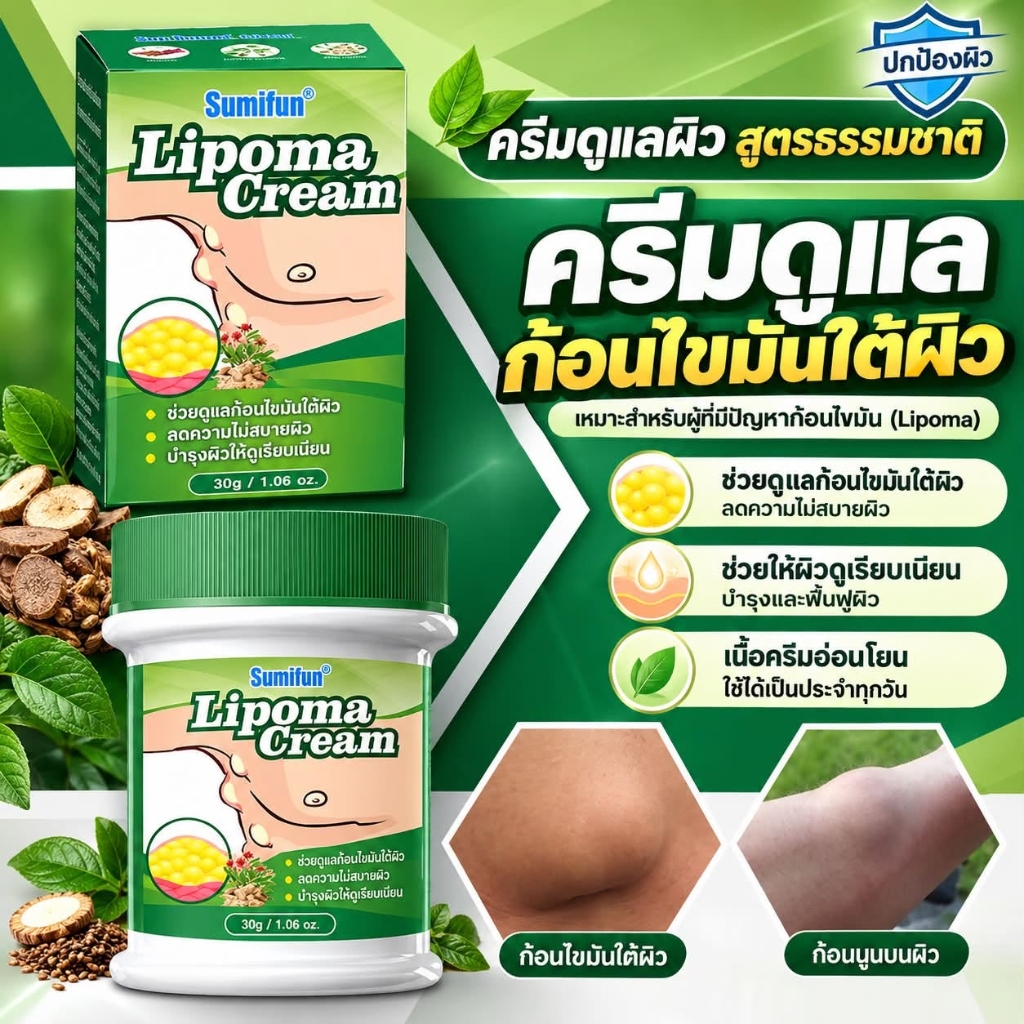 Sumifun®
Lipoma
Cream
ช่วยดูแลก้อนไขมันใต้ผิว
ลดความไม่สบายผิว
บำรุงผิวให้ดูเรียบเนียน
30g / 1.06 oz.
ปกป้องผิว
ครีมดูแลผิว สูตรธรรมชาติ
ครีมดูแล
ก้อนไขมันใต้ผิว
เหมาะสำหรับผู้ที่มีปัญหาก้อนไขมัน (Lipoma)
ช่วยดูแลก้อนไขมันใต้ผิว
ลดความไม่สบายผิว
ช่วยให้ผิวดูเรียบเนียน
บำรุงและฟื้นฟูผิว
เนื้อครีมอ่อนโยน
ใช้ได้เป็นประจำทุกวัน
Sumifun®
Lipoma
Cream
ช่วยดูแลก้อนไขมันใต้ผิว
ลดความไม่สบายผิว
บำรุงผิวให้ดูเรียบเนียน
30g / 1.06 oz.
ก้อนไขมันใต้ผิว
ก้อนนูนบนผิว